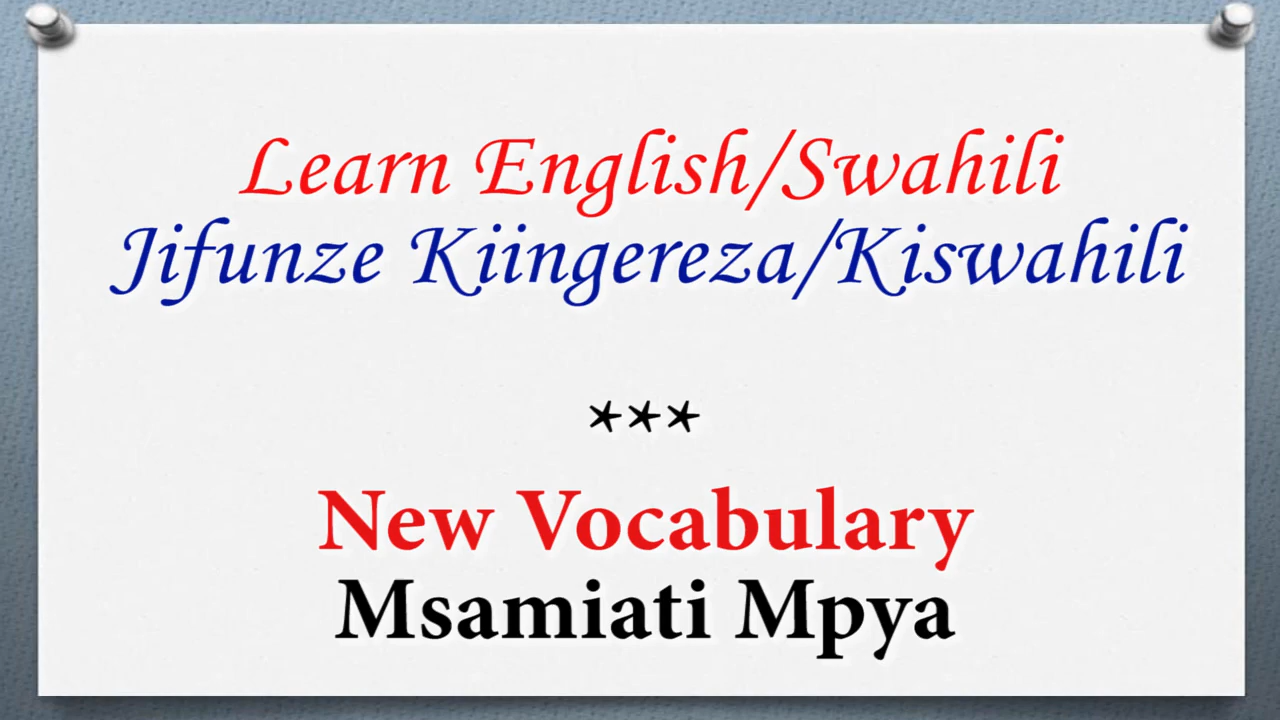 Learn English/Swahili
Jifunze Kiingereza/Kiswahili
***
New Vocabulary
Msamiati Mpya